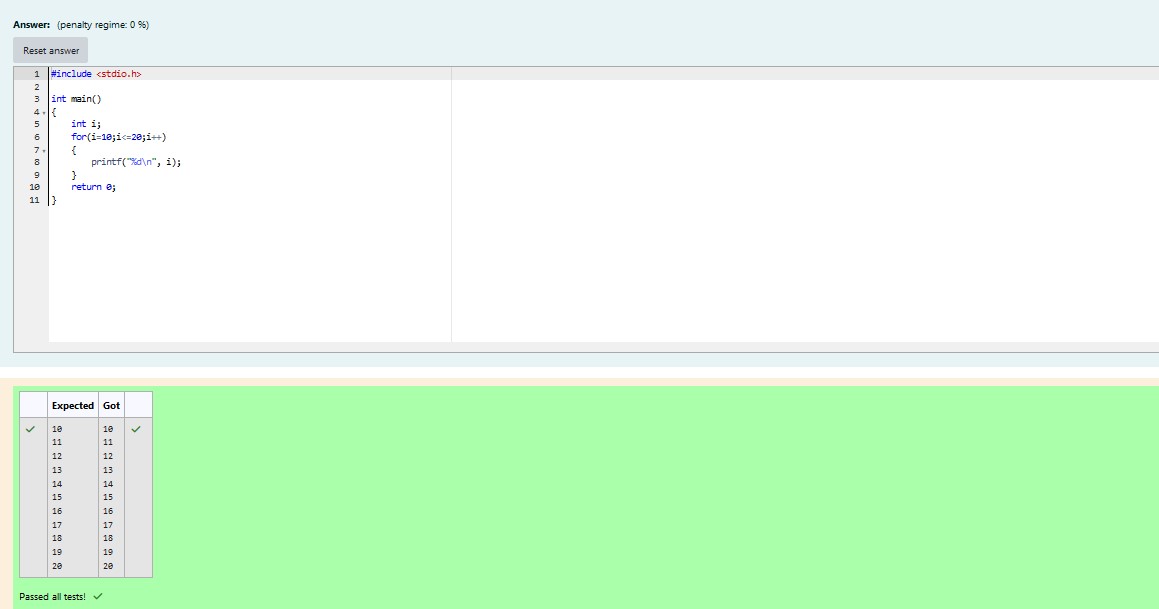 Answer: (penalty regime: 0 %)
Reset answer
1 #include <stdio.h>
2
3 int main()
4 {
5     int i;
6     for(i=10;i<=20;i++)
7     {
8         printf("%d\n", i);
9     }
10     return 0;
11 }
Expected Got
10 10
11 11
12 12
13 13
14 14
15 15
16 16
17 17
18 18
19 19
20 20
Passed all tests!